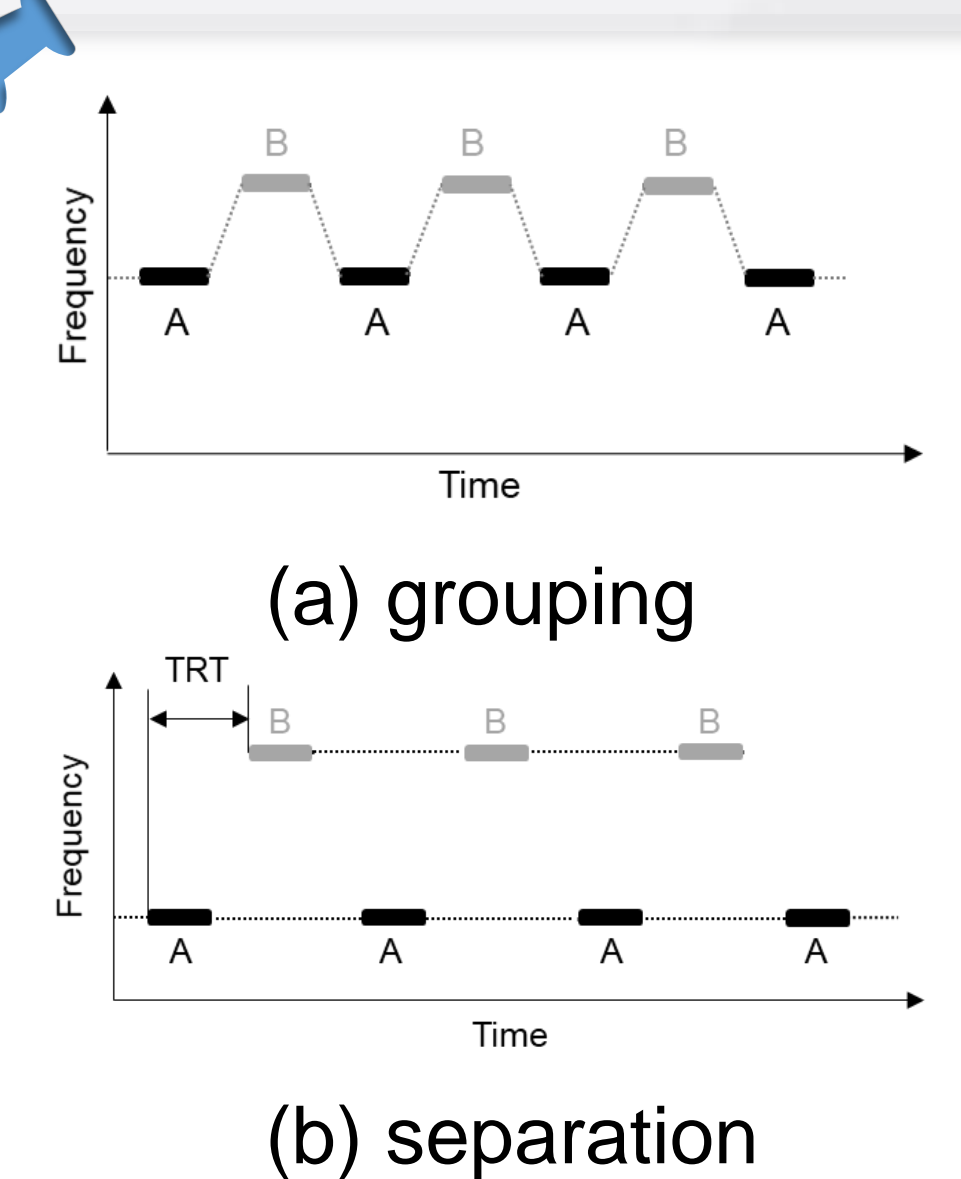 B B B
Frequency
A A A A
Time
(a) grouping
TRT
B B B
Frequency
A A A A
Time
(b) separation